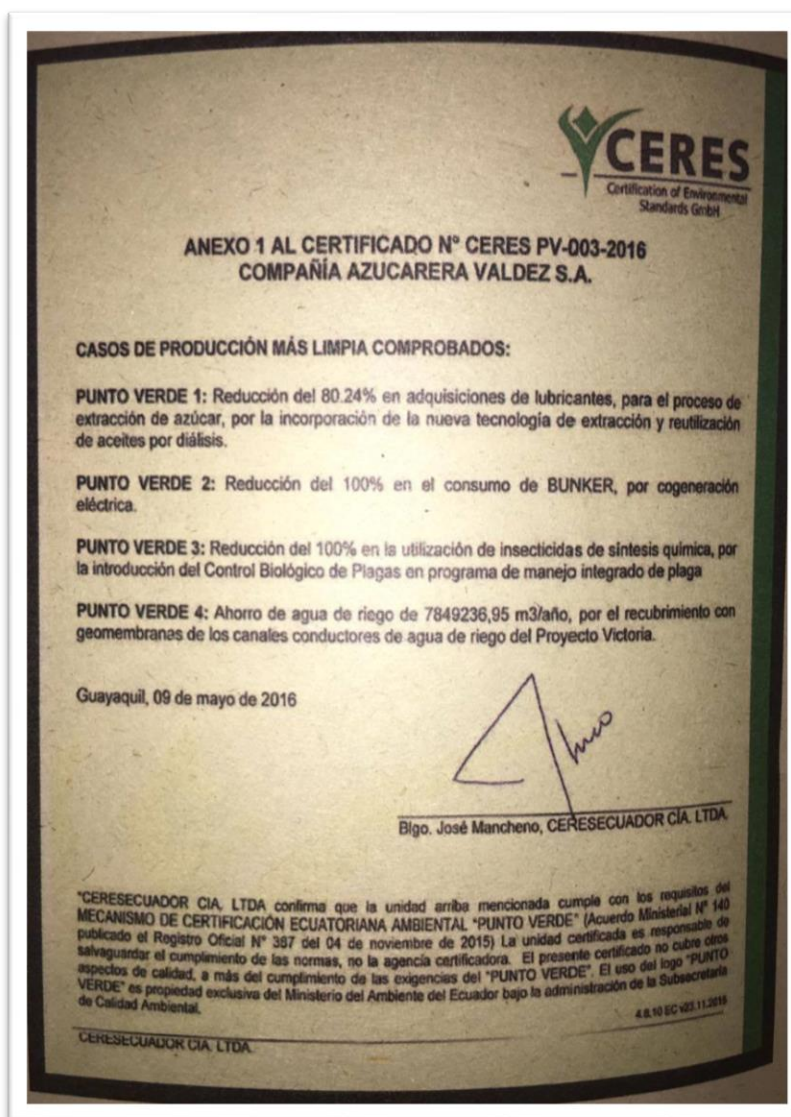 CERES
Certification of Environmental
Standards GmbH
ANEXO 1 AL CERTIFICADO N° CERES PV-003-2016
COMPAÑÍA AZUCARERA VALDEZ S.A.
CASOS DE PRODUCCIÓN MÁS LIMPIA COMPROBADOS:
PUNTO VERDE 1: Reducción del 80.24% en adquisiciones de lubricantes, para el proceso de
extracción de azúcar, por la incorporación de la nueva tecnología de extracción y reutilización
de aceites por diálisis.
PUNTO VERDE 2: Reducción del 100% en el consumo de BUNKER, por cogeneración
eléctrica.
PUNTO VERDE 3: Reducción del 100% en la utilización de insecticidas de síntesis química, por
la introducción del Control Biológico de Plagas en programa de manejo integrado de plaga
PUNTO VERDE 4: Ahorro de agua de riego de 7849236,95 m3/año, por el recubrimiento con
geomembranas de los canales conductores de agua de riego del Proyecto Victoria.
Guayaquil, 09 de mayo de 2016
Blgo. José Mancheno, CERESECUADOR CÍA. LTDA.
"CERESECUADOR CIA. LTDA confirma que la unidad arriba mencionada cumple con los requisitos del
MECANISMO DE CERTIFICACIÓN ECUATORIANA AMBIENTAL "PUNTO VERDE" (Acuerdo Ministerial N° 140
publicado el Registro Oficial N° 387 del 04 de noviembre de 2015) La unidad certificada es responsable de
salvaguardar el cumplimiento de las normas, no la agencia certificadora. El presente certificado no cubre otros
aspectos de calidad, a más del cumplimiento de las exigencias del "PUNTO VERDE". El uso del logo "PUNTO
VERDE" es propiedad exclusiva del Ministerio del Ambiente del Ecuador bajo la administración de la Subsecretaría
de Calidad Ambiental.
4.8.10 EC v23.11.2015
CERESECUADOR CIA. LTDA.